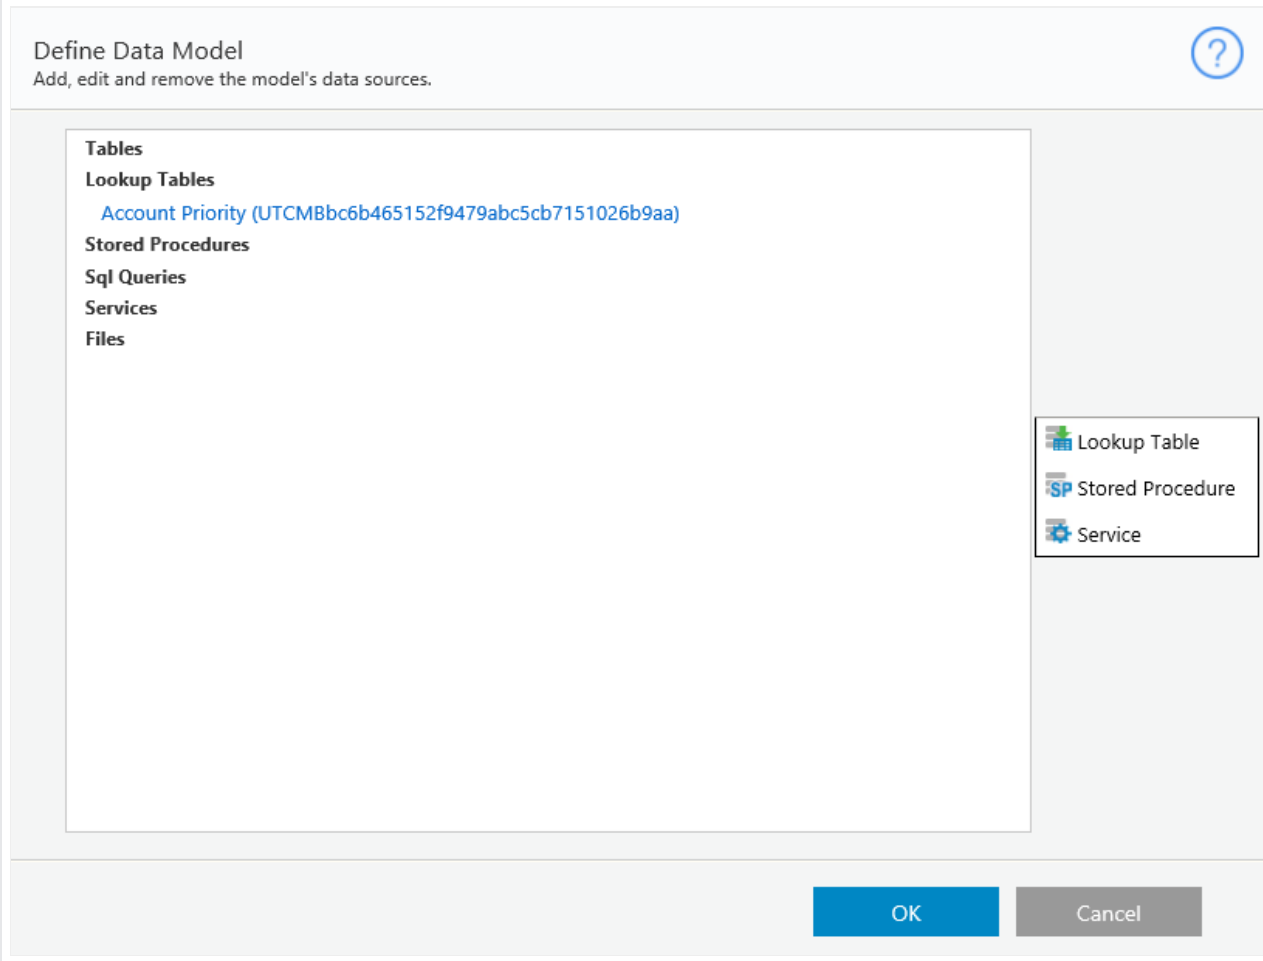 Define Data Model
?
Add, edit and remove the model's data sources.
Tables
Lookup Tables
Account Priority (UTCMBbc6b465152f9479abc5cb7151026b9aa)
Stored Procedures
Sql Queries
Services
Files
Lookup Table
SP Stored Procedure
Service
OK
Cancel